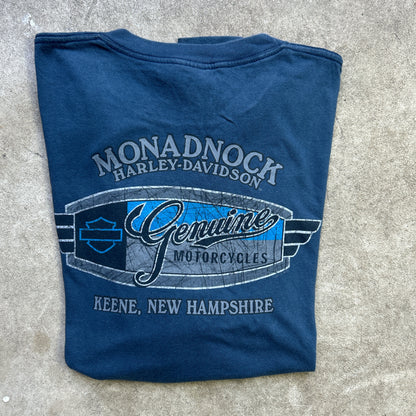 MONADNOCK
HARLEY-DAVIDSON
Genuine
MOTORCYCLES
KEENE, NEW HAMPSHIRE